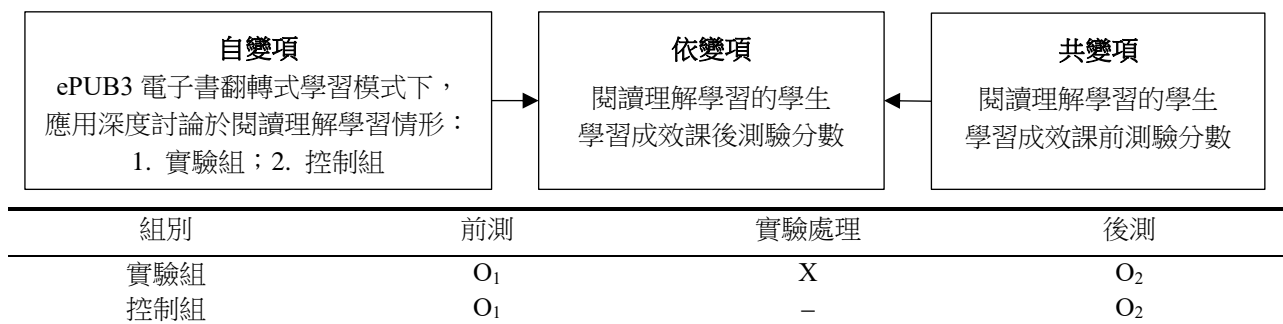 自變項
ePUB3 電子書翻轉式學習模式下，
應用深度討論於閱讀理解學習情形：
1. 實驗組；2. 控制組
依變項
閱讀理解學習的學生
學習成效課後測驗分數
共變項
閱讀理解學習的學生
學習成效課前測驗分數
組別 前測 實驗處理 後測
實驗組 O₁ X O₂
控制組 O₁ – O₂